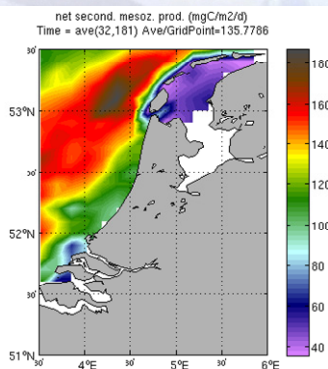 net second. mesoz. prod. (mgC/m2/d)
Time = ave(32,181) Ave/GridPoint=135.7786
30'
53°N
30'
52°N
30'
51°N
30' 4°E 30' 5°E 30' 6°E
180
160
140
120
100
80
60
40